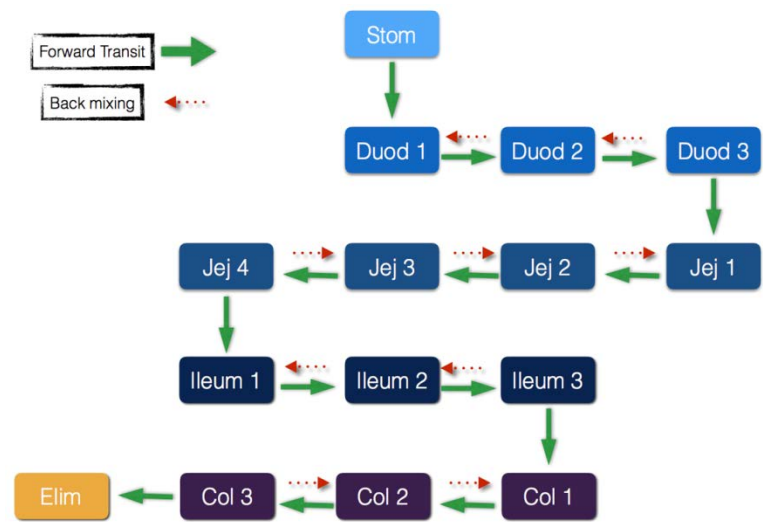 Stom
Forward Transit
Back mixing
Duod 1
Duod 2
Duod 3
Jej 4
Jej 3
Jej 2
Jej 1
Ileum 1
Ileum 2
Ileum 3
Elim
Col 3
Col 2
Col 1